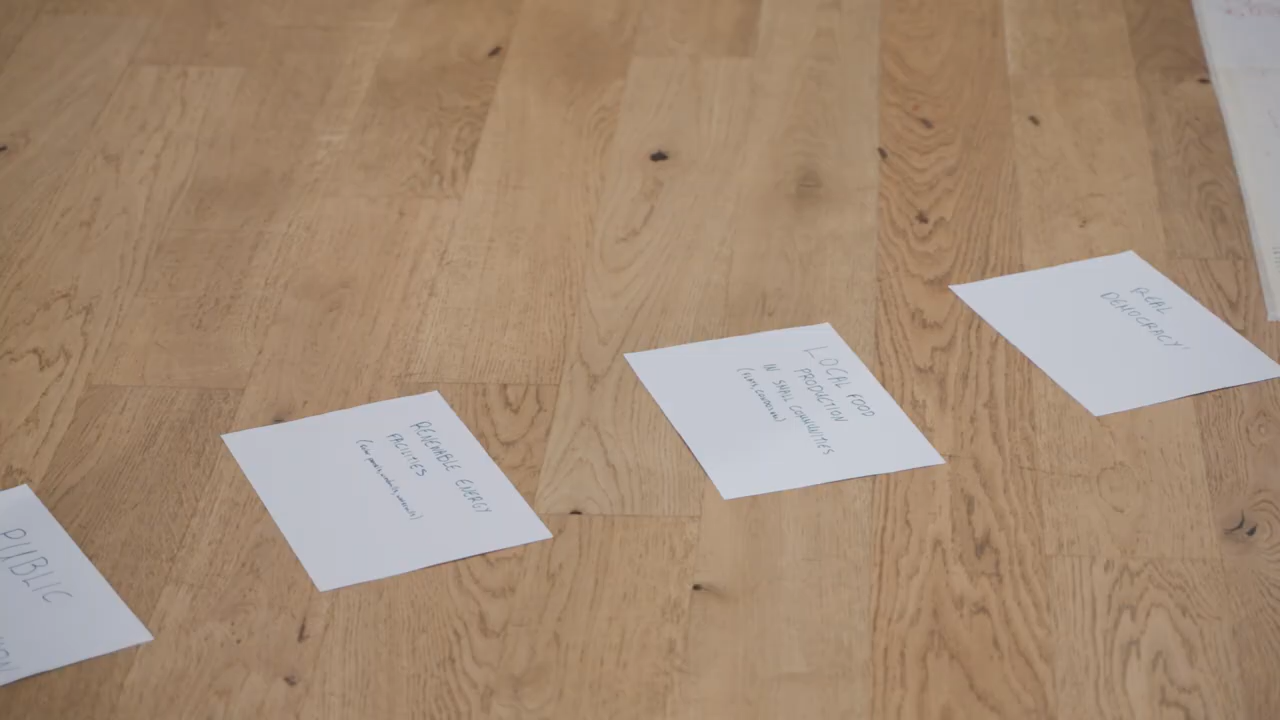 PUBLIC
RENEWABLE ENERGY
FACILITIES
LOCAL FOOD
PRODUCTION
IN SMALL COMMUNITIES
REAL
DEMOCRACY